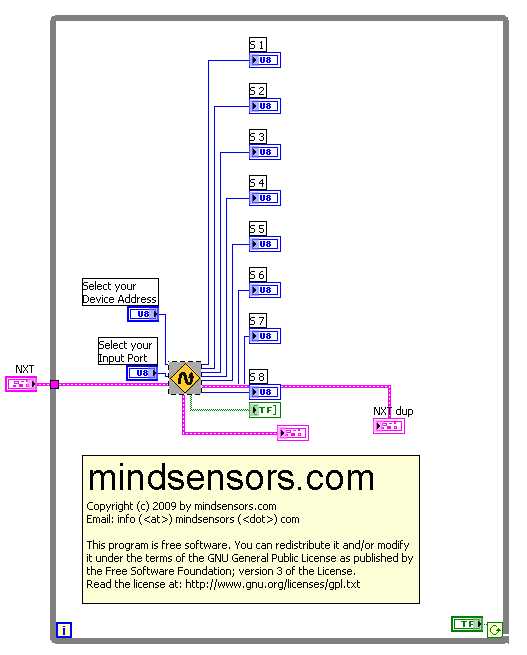 S 1
U8
S 2
U8
S 3
U8
S 4
U8
S 5
U8
S 6
U8
Select your
Device Address
U8
S 7
U8
Select your
Input Port
U8
NXT
S 8
U8
TF
NXT dup
mindsensors.com
Copyright (c) 2009 by mindsensors.com
Email: info (<at>) mindsensors (<dot>) com
This program is free software. You can redistribute it and/or modify
it under the terms of the GNU General Public License as published by
the Free Software Foundation; version 3 of the License.
Read the license at: http://www.gnu.org/licenses/gpl.txt
i
TF